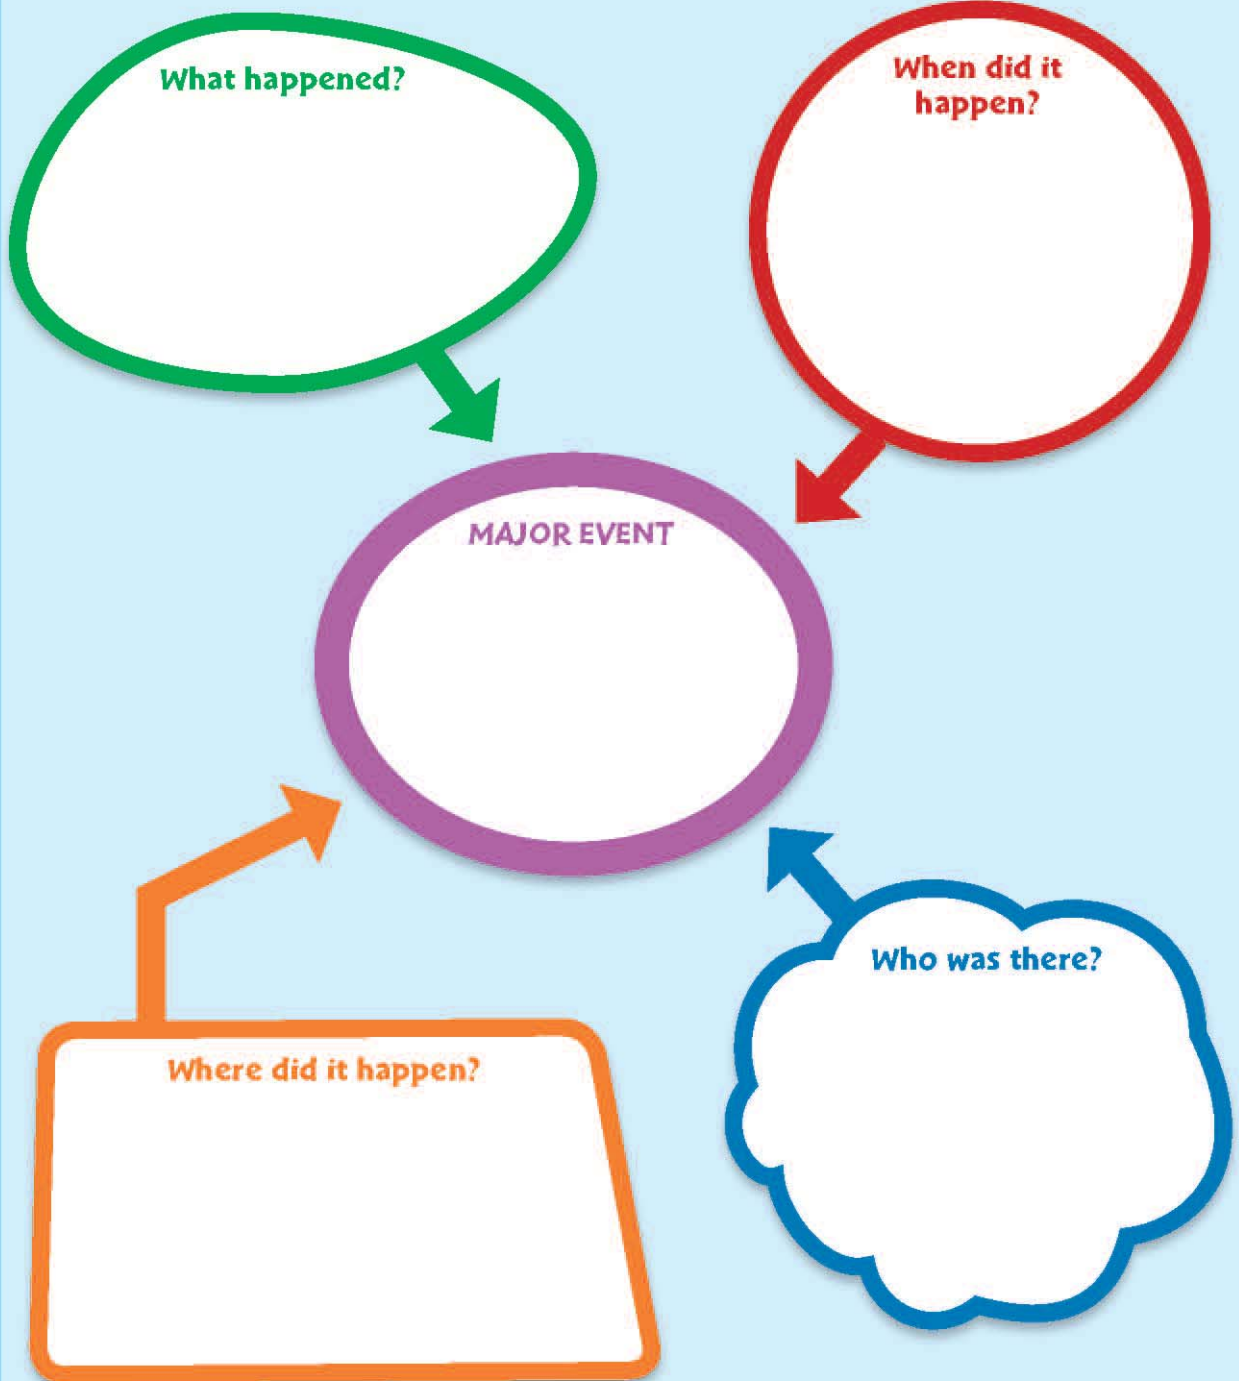 What happened?
When did it
happen?
MAJOR EVENT
Where did it happen?
Who was there?